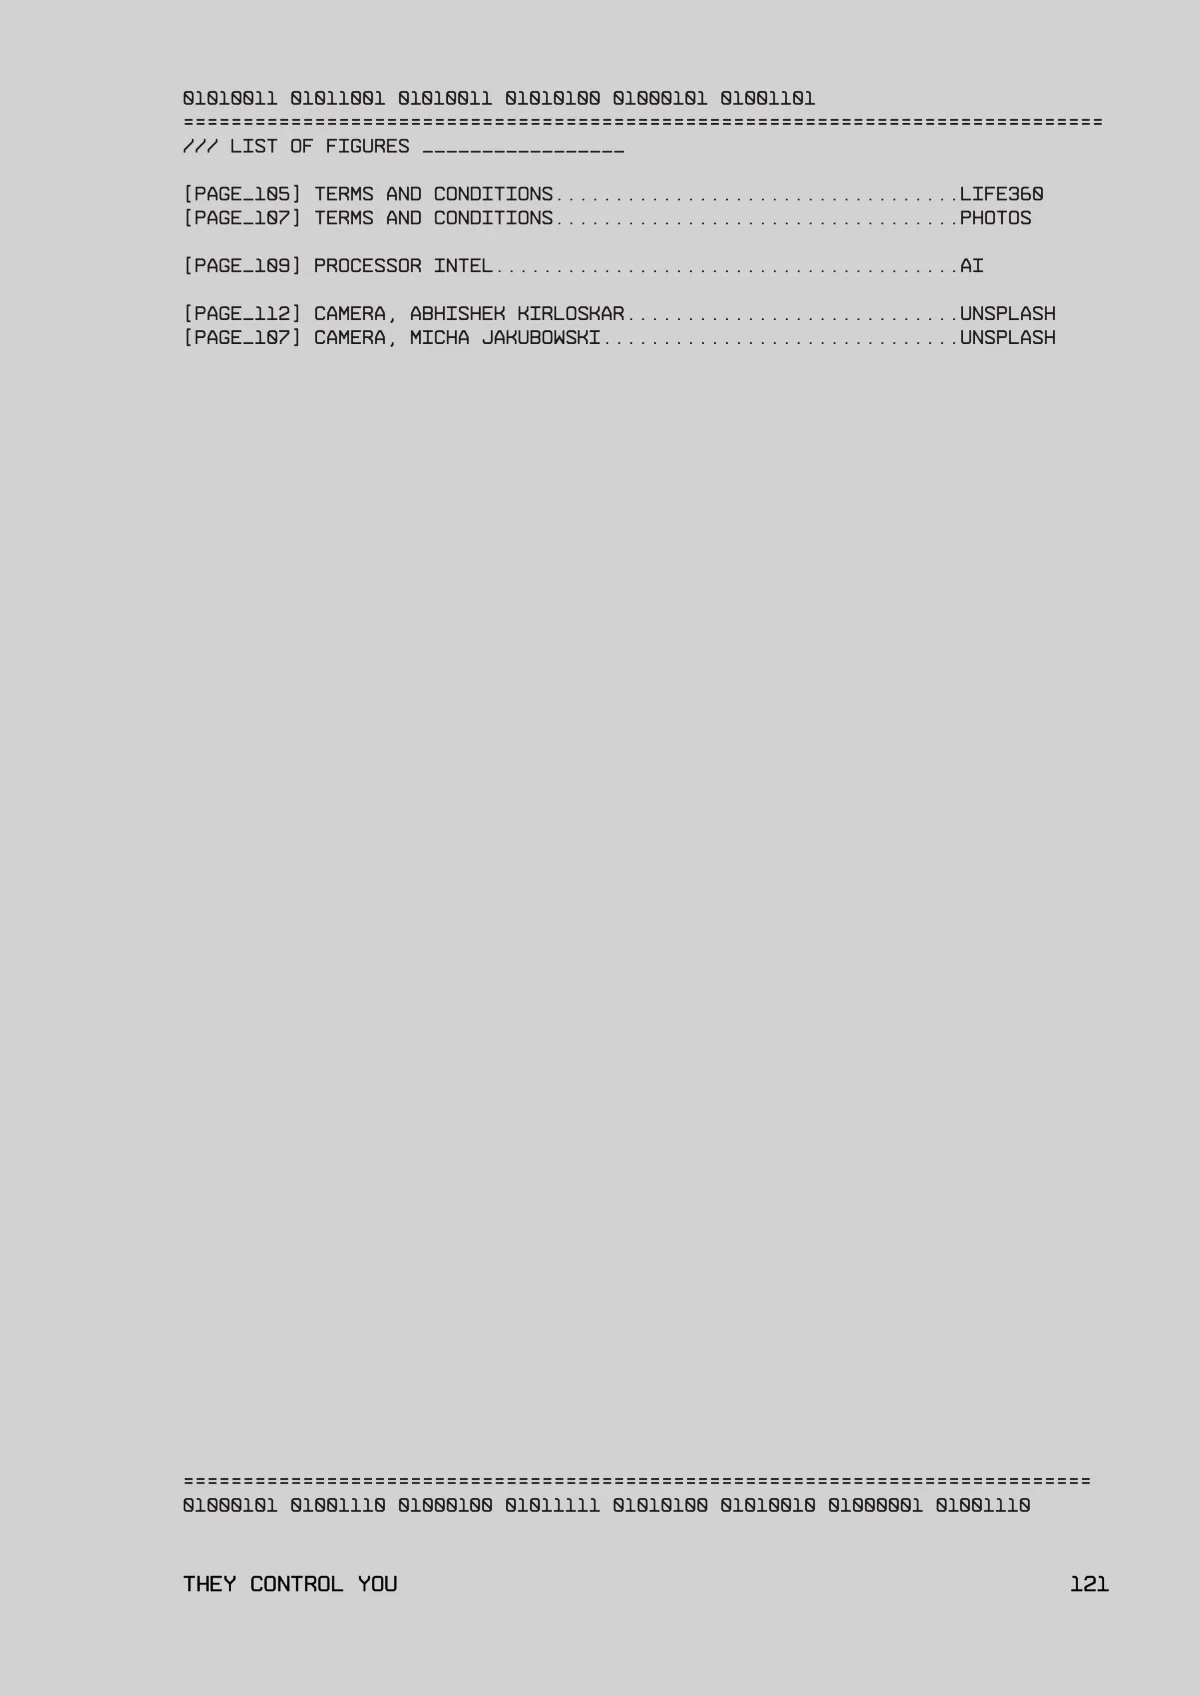 01010011 01011001 01010011 01010100 01000101 01001101
=============================================================================
/// LIST OF FIGURES _________________
[PAGE_105] TERMS AND CONDITIONS..................................LIFE360
[PAGE_107] TERMS AND CONDITIONS..................................PHOTOS
[PAGE_109] PROCESSOR INTEL.......................................AI
[PAGE_112] CAMERA, ABHISHEK KIRLOSKAR............................UNSPLASH
[PAGE_107] CAMERA, MICHA JAKUBOWSKI..............................UNSPLASH
============================================================================
01000101 01001110 01000100 01011111 01010100 01010010 01000001 01001110
THEY CONTROL YOU 121